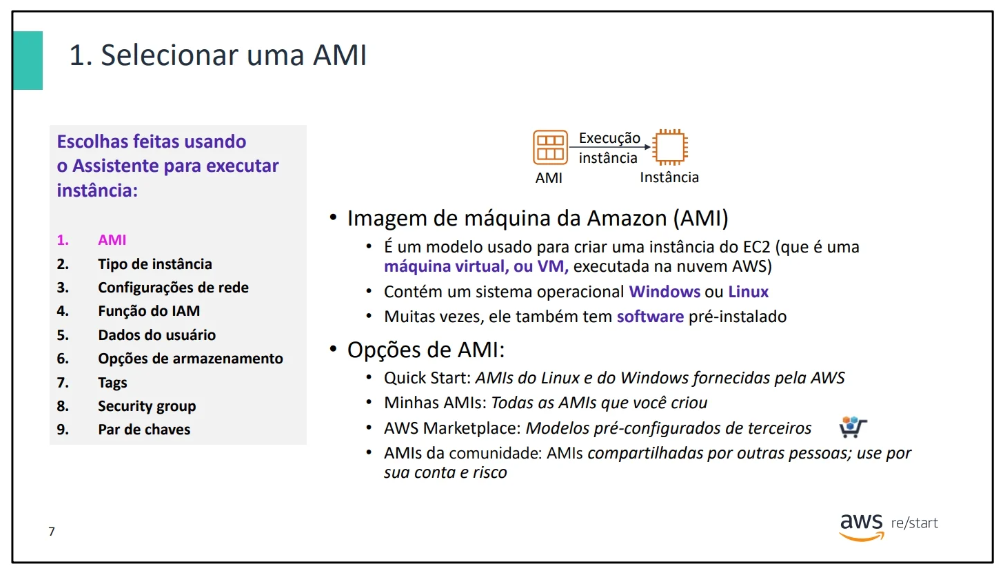 1. Selecionar uma AMI
Escolhas feitas usando
o Assistente para executar
instância:
1. AMI
2. Tipo de instância
3. Configurações de rede
4. Função do IAM
5. Dados do usuário
6. Opções de armazenamento
7. Tags
8. Security group
9. Par de chaves
Execução
instância
AMI
Instância
• Imagem de máquina da Amazon (AMI)
• É um modelo usado para criar uma instância do EC2 (que é uma
máquina virtual, ou VM, executada na nuvem AWS)
• Contém um sistema operacional Windows ou Linux
• Muitas vezes, ele também tem software pré-instalado
• Opções de AMI:
• Quick Start: AMIs do Linux e do Windows fornecidas pela AWS
• Minhas AMIs: Todas as AMIs que você criou
• AWS Marketplace: Modelos pré-configurados de terceiros
• AMIs da comunidade: AMIs compartilhadas por outras pessoas; use por
sua conta e risco
7
aws re/start